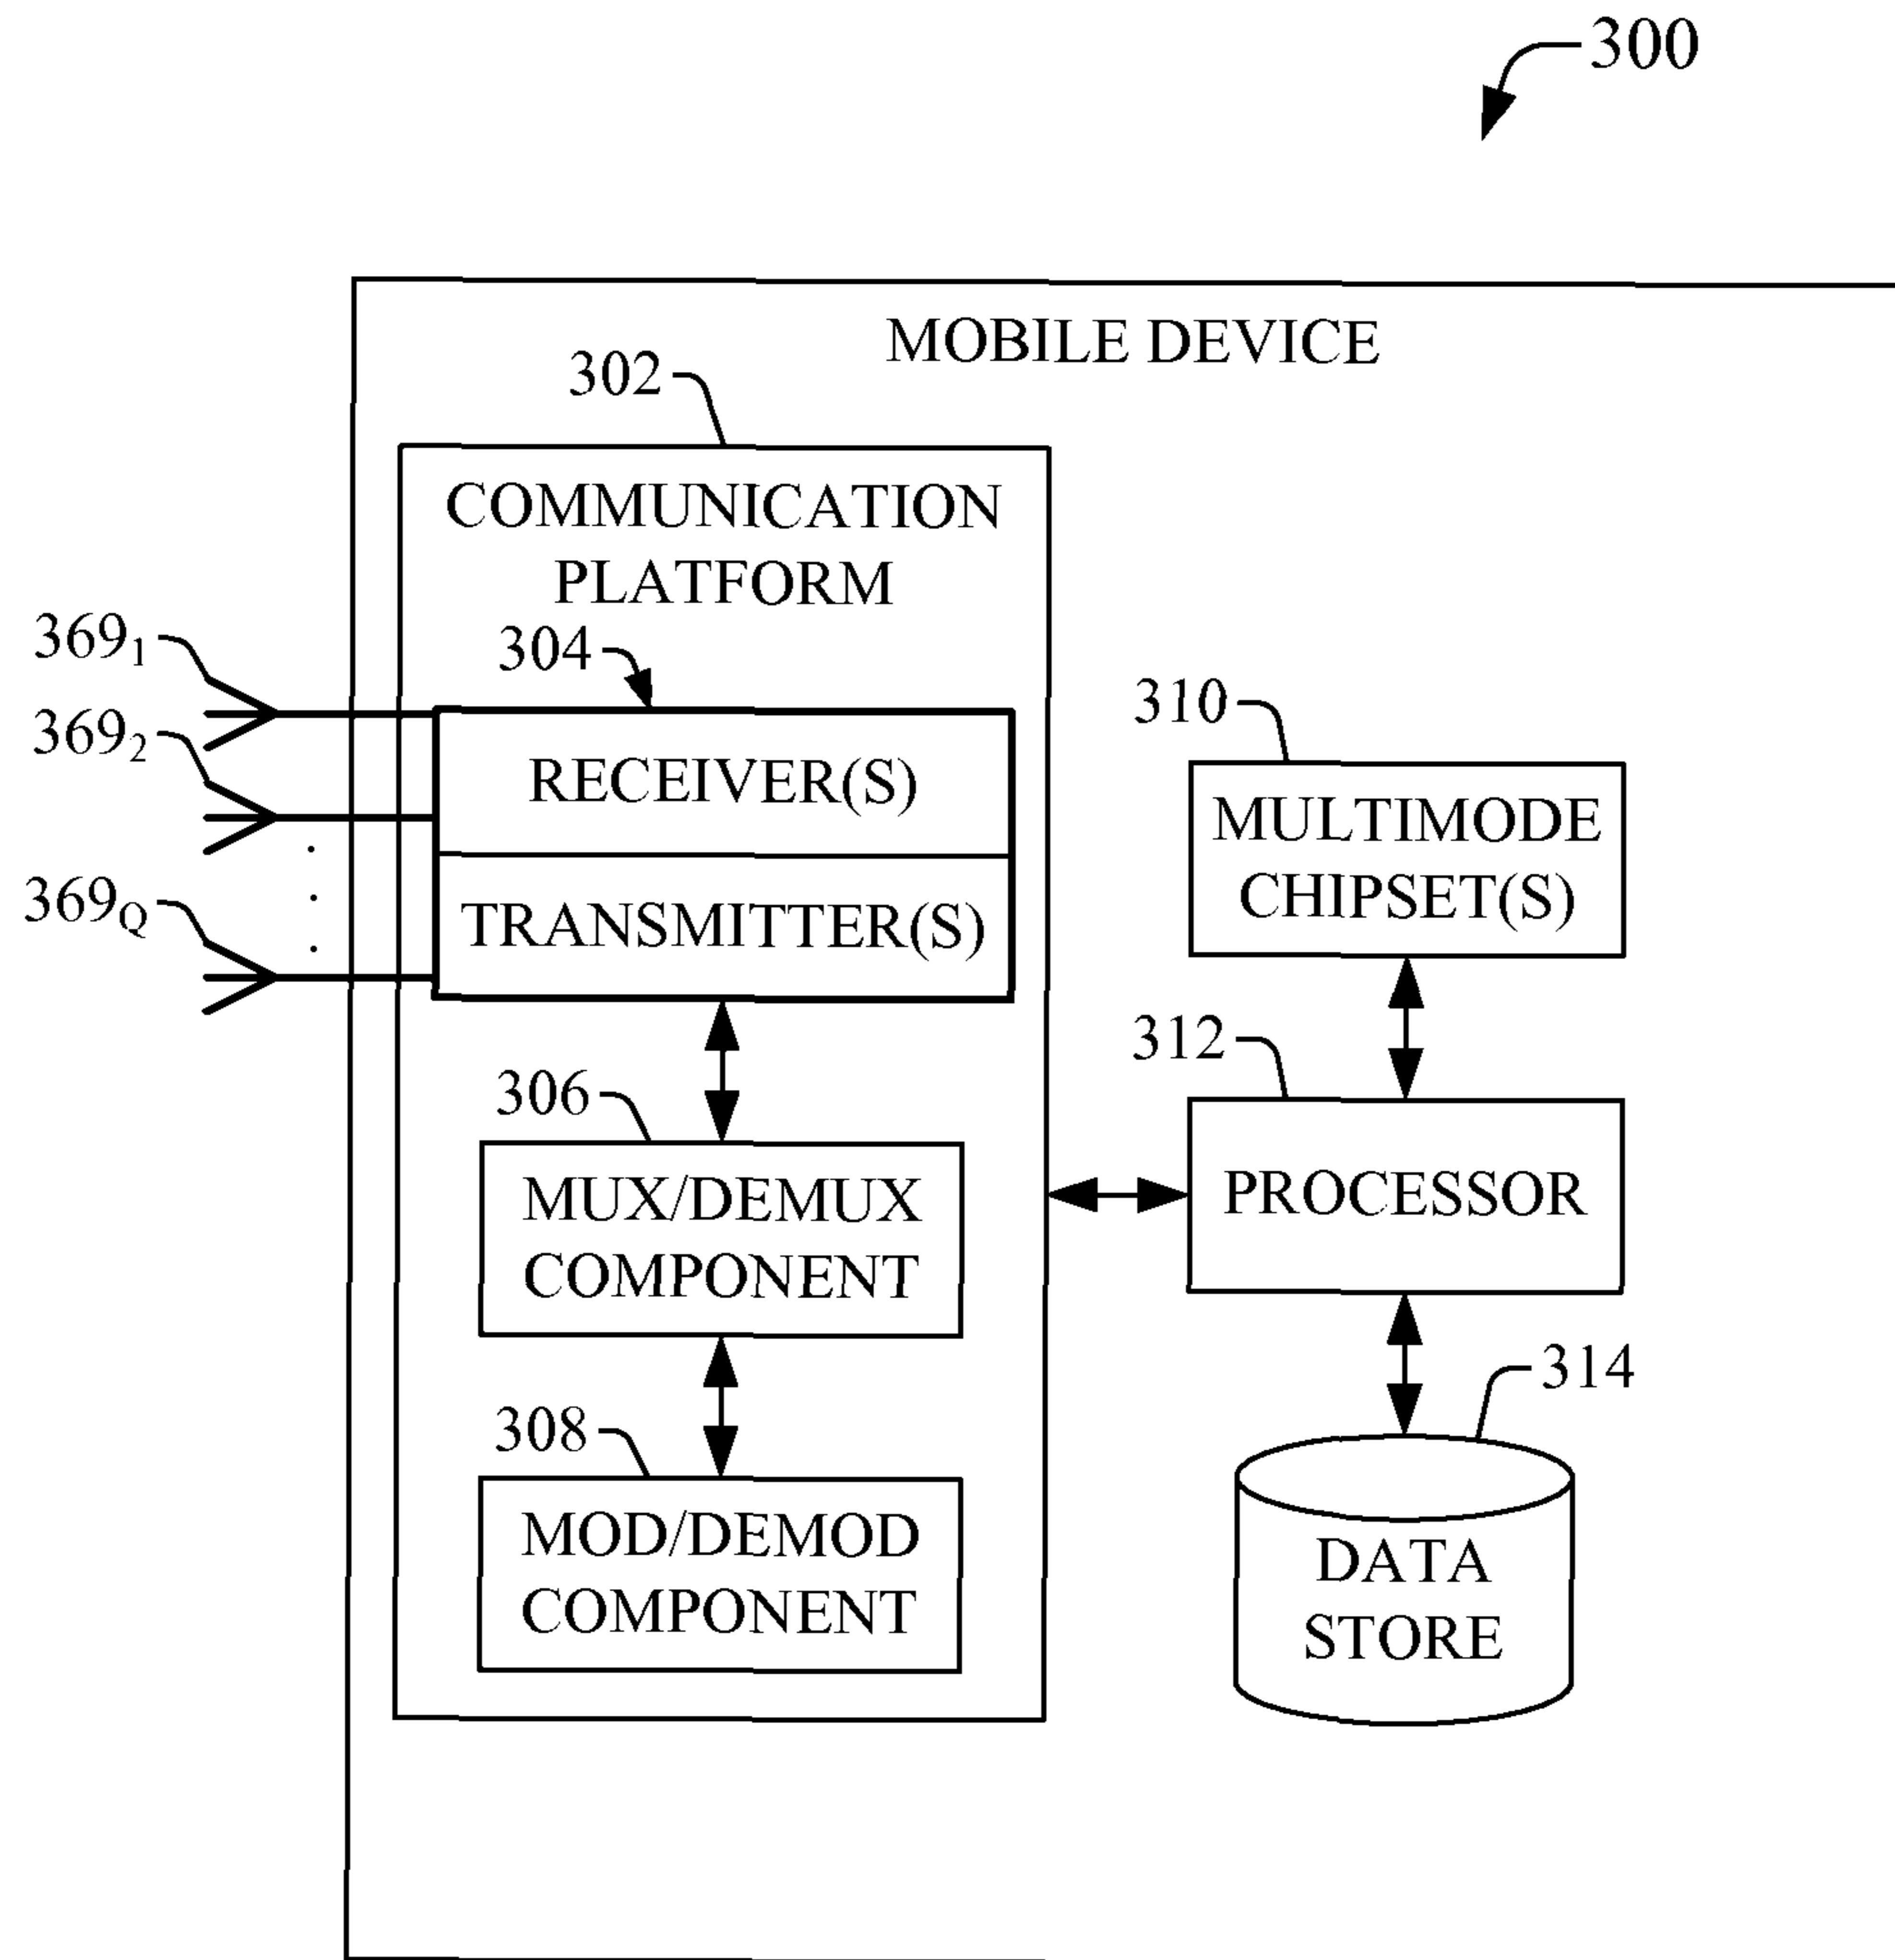 300
MOBILE DEVICE
302
COMMUNICATION
PLATFORM
369₁
304
369₂
RECEIVER(S)
310
MULTIMODE
CHIPSET(S)
369Q
TRANSMITTER(S)
312
306
MUX/DEMUX
COMPONENT
PROCESSOR
314
308
MOD/DEMOD
COMPONENT
DATA
STORE